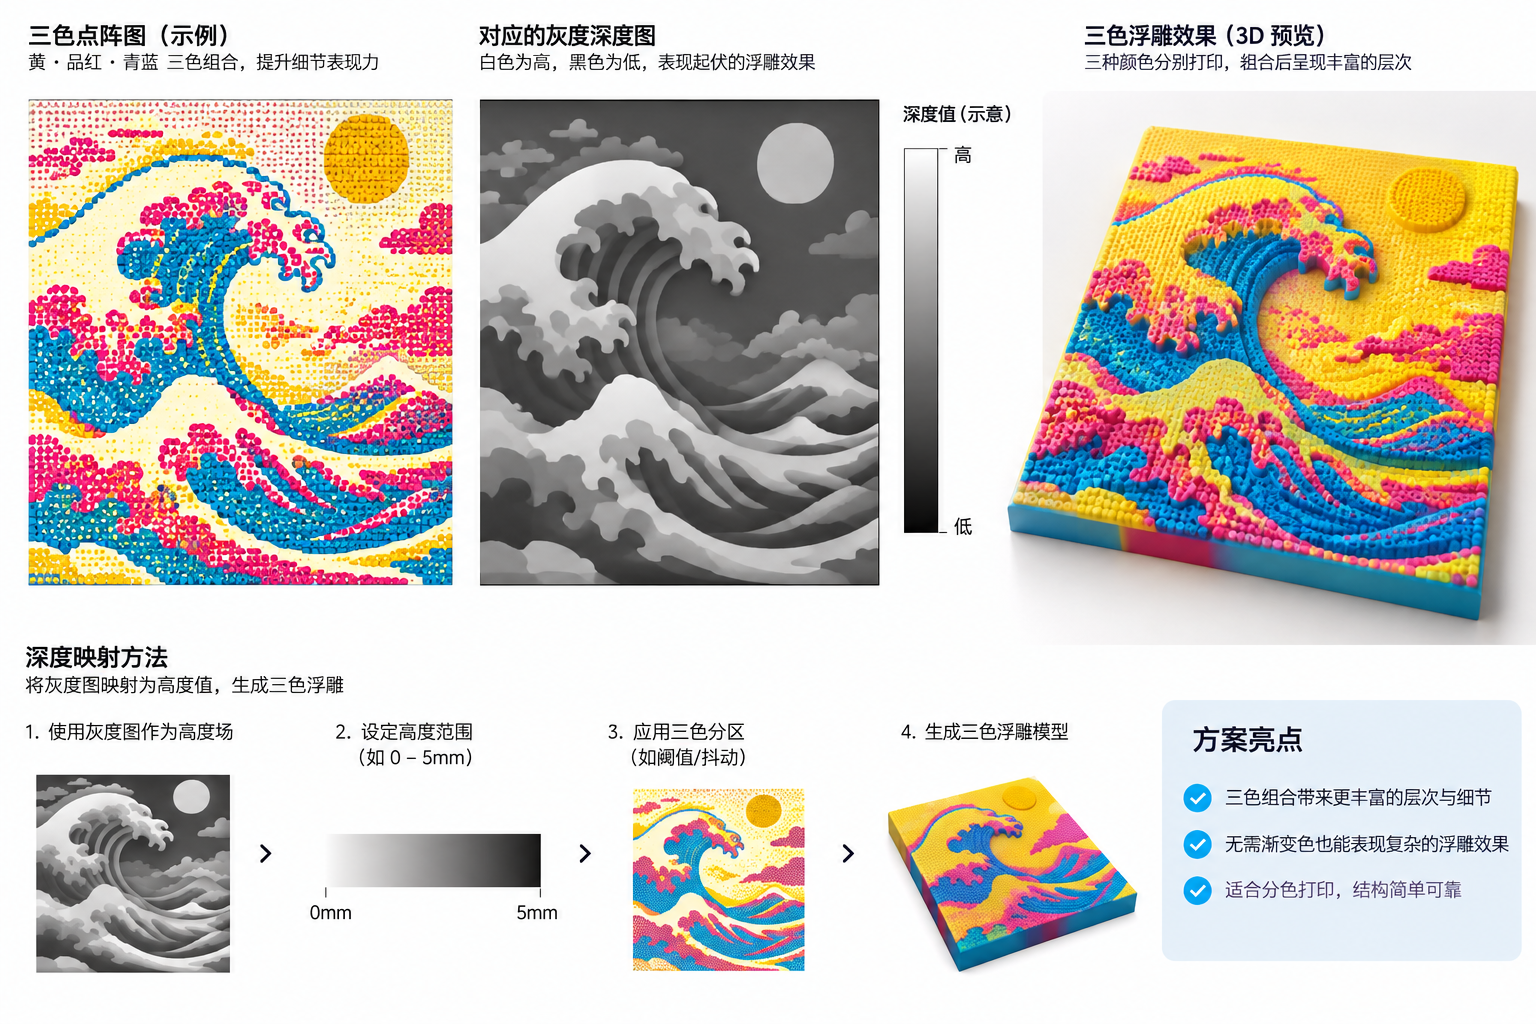 三色点阵图（示例）
黄・品红・青蓝 三色组合，提升细节表现力
对应的灰度深度图
白色为高，黑色为低，表现起伏的浮雕效果
深度值（示意）
高
低
三色浮雕效果（3D 预览）
三种颜色分别打印，组合后呈现丰富的层次
深度映射方法
将灰度图映射为高度值，生成三色浮雕
1. 使用灰度图作为高度场
2. 设定高度范围
（如 0 – 5mm）
0mm
5mm
3. 应用三色分区
（如阈值/抖动）
4. 生成三色浮雕模型
方案亮点
三色组合带来更丰富的层次与细节
无需渐变色也能表现复杂的浮雕效果
适合分色打印，结构简单可靠